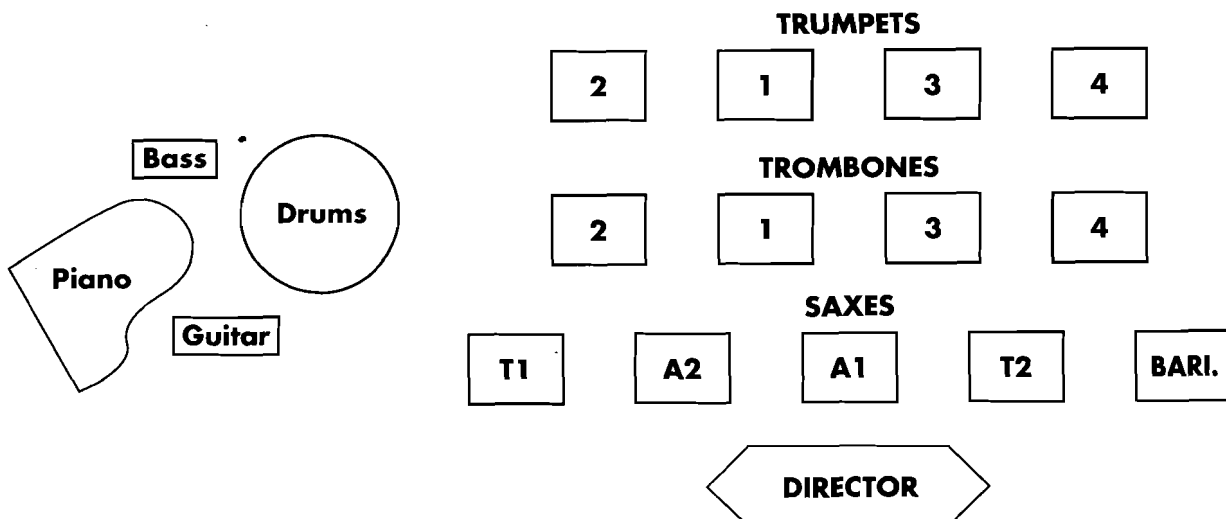 TRUMPETS
2 1 3 4
Bass
Drums
TROMBONES
2 1 3 4
Piano
Guitar
SAXES
T1 A2 A1 T2 BARI.
DIRECTOR